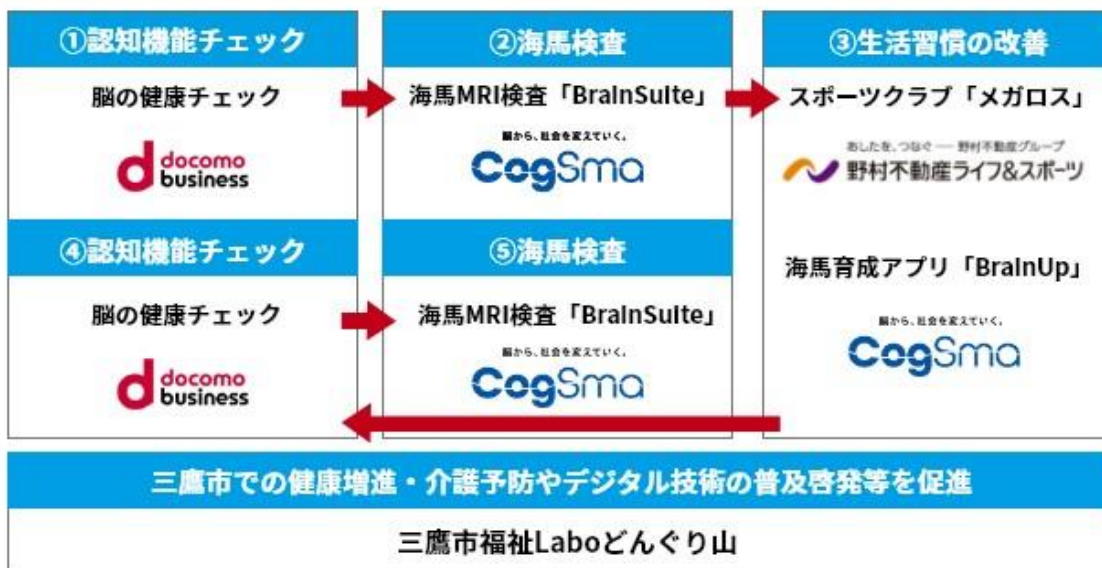 ①認知機能チェック
脳の健康チェック
docomo
business
②海馬検査
海馬MRI検査「BrainSuite」
脳から、社会を変えていく。
CogSma
③生活習慣の改善
スポーツクラブ「メガロス」
あしたを、つなぐ — 野村不動産グループ
野村不動産ライフ&スポーツ
海馬育成アプリ「BrainUp」
脳から、社会を変えていく。
CogSma
④認知機能チェック
脳の健康チェック
docomo
business
⑤海馬検査
海馬MRI検査「BrainSuite」
脳から、社会を変えていく。
CogSma
三鷹市での健康増進・介護予防やデジタル技術の普及啓発等を促進
三鷹市福祉Laboどんぐり山